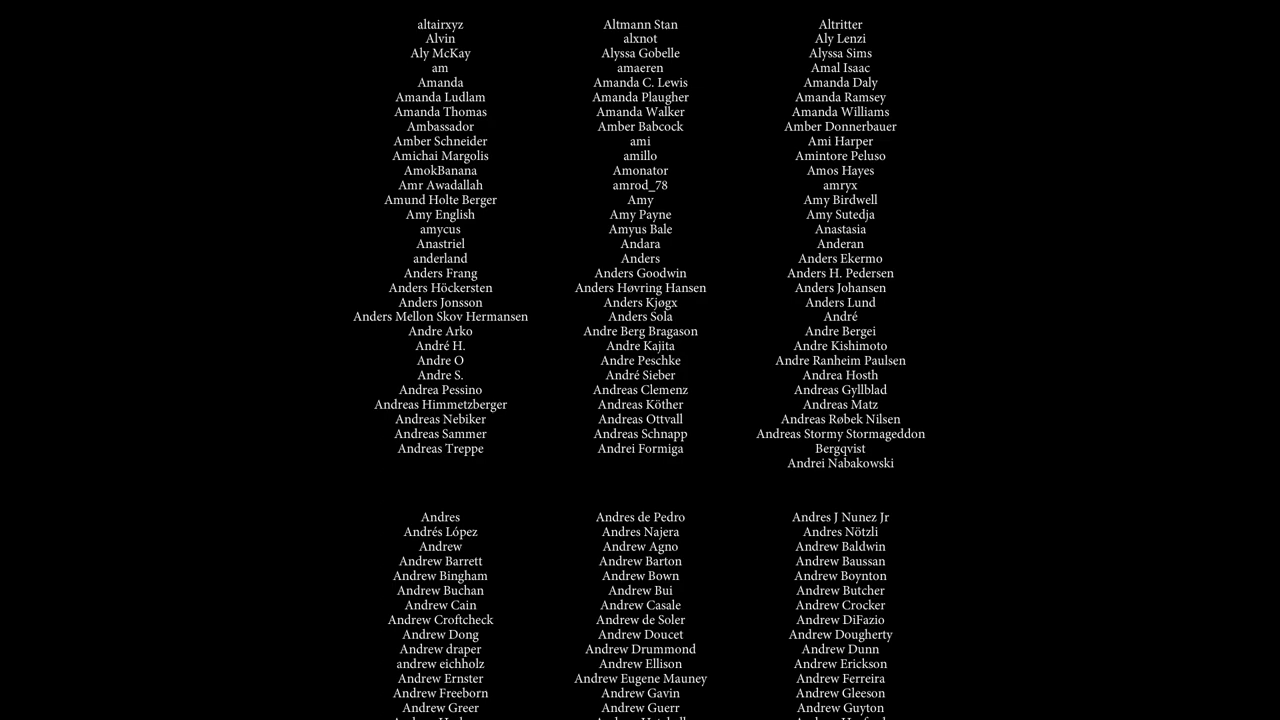 altairxyz Altmann Stan Altritter
Alvin alxnot Aly Lenzi
Aly McKay Alyssa Gobelle Alyssa Sims
am amaeren Amal Isaac
Amanda Amanda C. Lewis Amanda Daly
Amanda Ludlam Amanda Plaugher Amanda Ramsey
Amanda Thomas Amanda Walker Amanda Williams
Ambassador Amber Babcock Amber Donnerbauer
Amber Schneider ami Ami Harper
Amichai Margolis amillo Amintore Peluso
AmokBanana Amonator Amos Hayes
Amr Awadallah amrod_78 amryx
Amund Holte Berger Amy Amy Birdwell
Amy English Amy Payne Amy Sutedja
amycus Amyus Bale Anastasia
Anastriel Andara Anderan
anderland Anders Anders Ekermo
Anders Frang Anders Goodwin Anders H. Pedersen
Anders Höckersten Anders Høvring Hansen Anders Johansen
Anders Jonsson Anders Kjøgx Anders Lund
Anders Mellon Skov Hermansen Anders Sola André
Andre Arko Andre Berg Bragason Andre Bergei
André H. Andre Kajita Andre Kishimoto
Andre O Andre Peschke Andre Ranheim Paulsen
Andre S. André Sieber Andrea Hosth
Andrea Pessino Andreas Clemenz Andreas Gyllblad
Andreas Himmetzberger Andreas Köther Andreas Matz
Andreas Nebiker Andreas Ottvall Andreas Røbek Nilsen
Andreas Sammer Andreas Schnapp Andreas Stormy Stormageddon
Andreas Treppe Andrei Formiga Bergqvist
Andrei Nabakowski
Andres Andres de Pedro Andres J Nunez Jr
Andrés López Andres Najera Andres Nötzli
Andrew Andrew Agno Andrew Baldwin
Andrew Barrett Andrew Barton Andrew Baussan
Andrew Bingham Andrew Bown Andrew Boynton
Andrew Buchan Andrew Bui Andrew Butcher
Andrew Cain Andrew Casale Andrew Crocker
Andrew Croftcheck Andrew de Soler Andrew DiFazio
Andrew Dong Andrew Doucet Andrew Dougherty
Andrew draper Andrew Drummond Andrew Dunn
andrew eichholz Andrew Ellison Andrew Erickson
Andrew Ernster Andrew Eugene Mauney Andrew Ferreira
Andrew Freeborn Andrew Gavin Andrew Gleeson
Andrew Greer Andrew Guerr Andrew Guyton